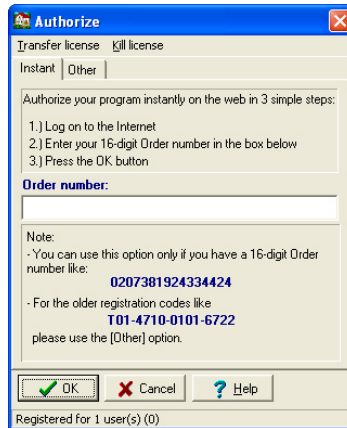 Authorize
Transfer license Kill license
Instant Other
Authorize your program instantly on the web in 3 simple steps:
1.) Log on to the Internet
2.) Enter your 16-digit Order number in the box below
3.) Press the OK button
Order number:
Note:
- You can use this option only if you have a 16-digit Order
number like:
0207381924334424
- For the older registration codes like
T01-4710-0101-6722
please use the [Other] option.
OK Cancel Help
Registered for 1 user(s) (0)